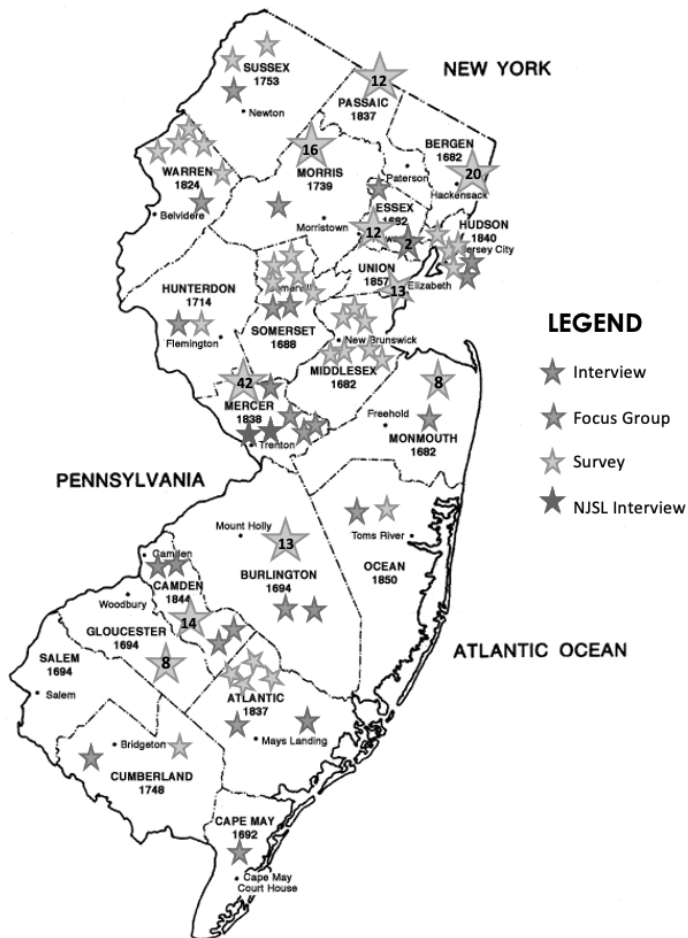 NEW YORK
SUSSEX
1753
Newton
12
PASSAIC
1837
16
MORRIS
1739
Morristown
BERGEN
1682
20
Hackensack
Paterson
WARREN
1824
Belvidere
ESSEX
1682
12
2
HUDSON
1840
Jersey City
UNION
1857
13
Elizabeth
HUNTERDON
1714
Flemington
SOMERSET
1688
New Brunswick
MIDDLESEX
1682
42
MERCER
1838
Trenton
8
Freehold
MONMOUTH
1682
LEGEND
Interview
Focus Group
Survey
NJSL Interview
PENNSYLVANIA
Mount Holly
13
BURLINGTON
1694
Toms River
OCEAN
1850
Camden
CAMDEN
1844
14
Woodbury
GLOUCESTER
1694
8
SALEM
1694
Salem
ATLANTIC
1837
Mays Landing
ATLANTIC OCEAN
Bridgeton
CUMBERLAND
1748
CAPE MAY
1692
Cape May
Court House